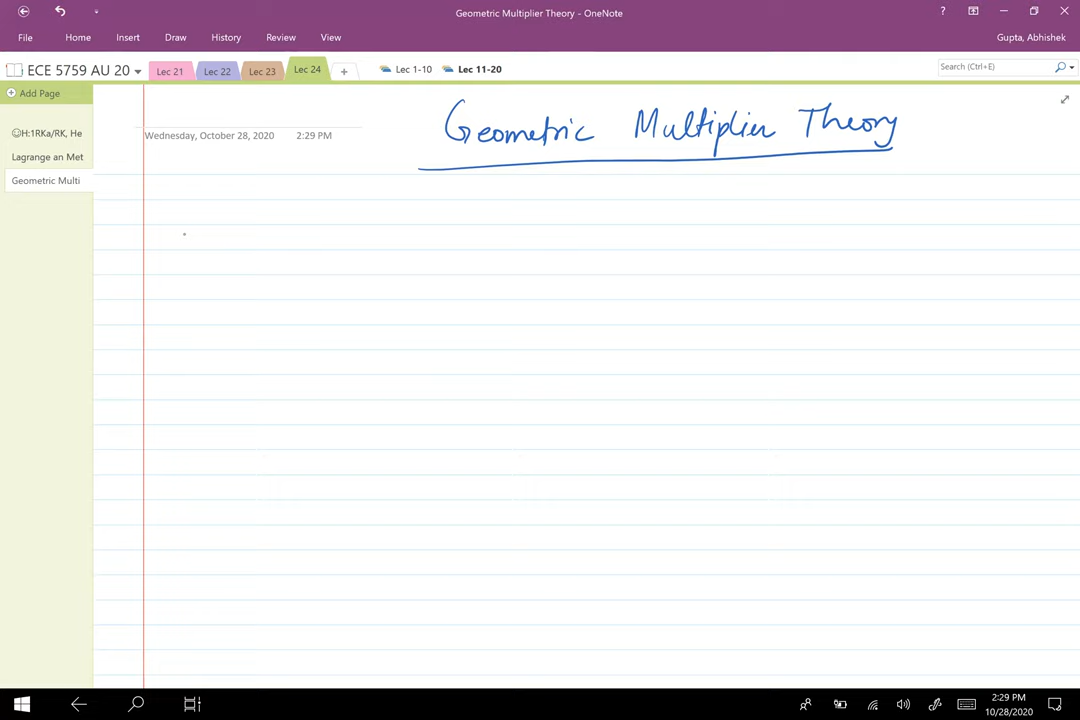 Geometric Multiplier Theory - OneNote
?
Gupta, Abhishek
File Home Insert Draw History Review View
ECE 5759 AU 20
Lec 21 Lec 22 Lec 23 Lec 24 + Lec 1-10 Lec 11-20
Search (Ctrl+E)
Add Page
☺H:1RKa/RK, He
Lagrange an Met
Geometric Multi
Geometric Multiplier Theory
Wednesday, October 28, 2020 2:29 PM
2:29 PM
10/28/2020